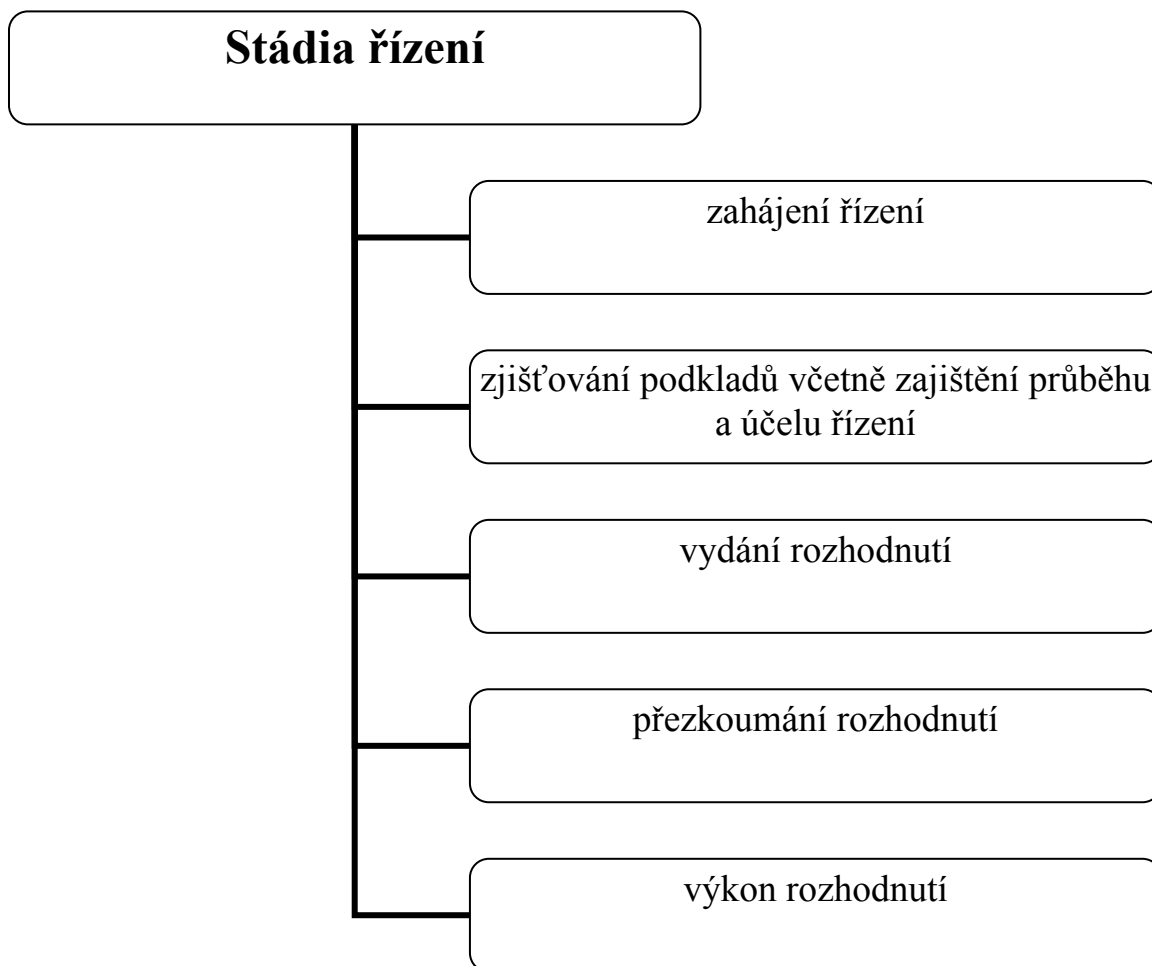 Stádia řízení
zahájení řízení
zjišťování podkladů včetně zajištění průběhu
a účelu řízení
vydání rozhodnutí
přezkoumání rozhodnutí
výkon rozhodnutí